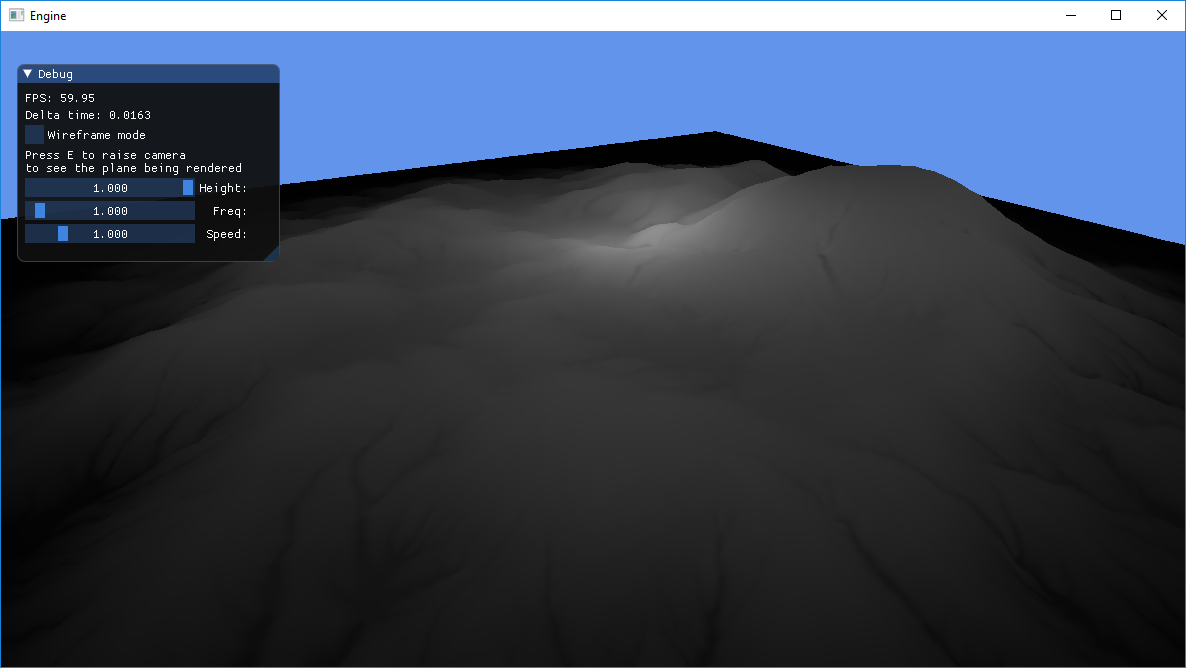 Engine
Debug
FPS: 59.95
Delta time: 0.0163
Wireframe mode
Press E to raise camera
to see the plane being rendered
1.000 Height:
1.000 Freq:
1.000 Speed: